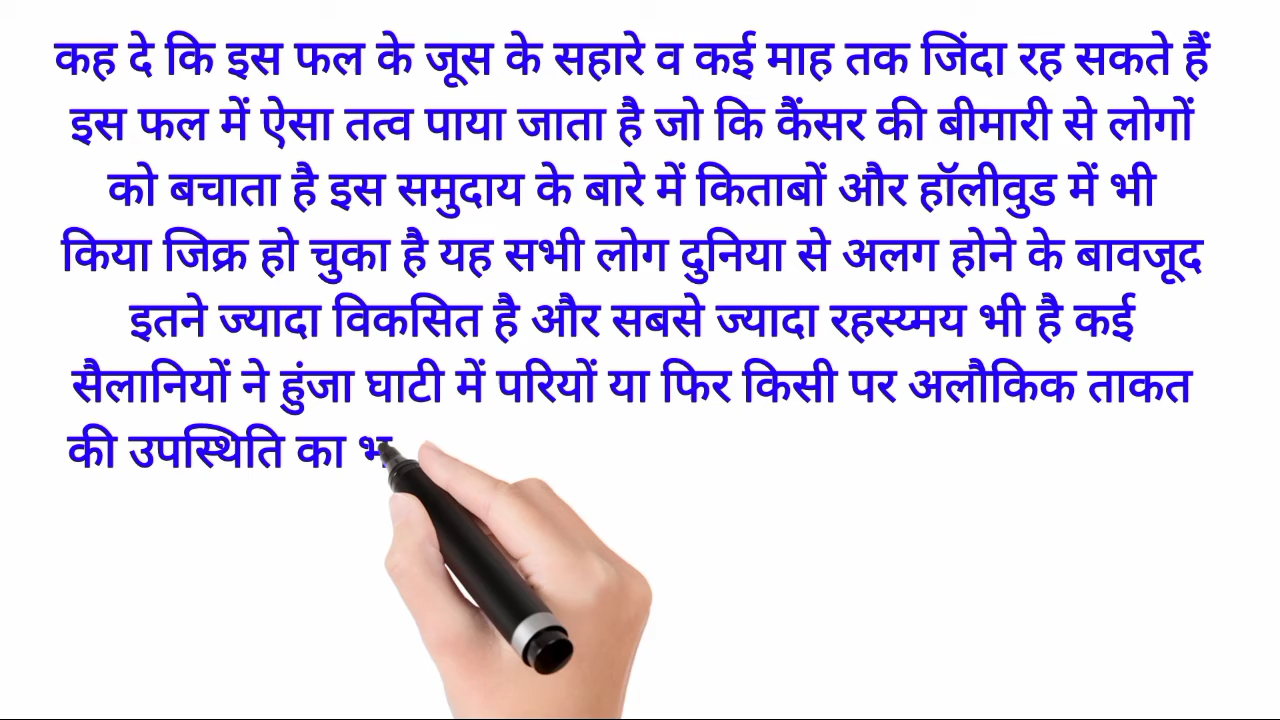 कह दे कि इस फल के जूस के सहारे व कई माह तक जिंदा रह सकते हैं
इस फल में ऐसा तत्व पाया जाता है जो कि कैंसर की बीमारी से लोगों
को बचाता है इस समुदाय के बारे में किताबों और हॉलीवुड में भी
किया जिक्र हो चुका है यह सभी लोग दुनिया से अलग होने के बावजूद
इतने ज्यादा विकसित है और सबसे ज्यादा रहस्य्मय भी है कई
सैलानियों ने हुंजा घाटी में परियों या फिर किसी पर अलौकिक ताकत
की उपस्थिति का